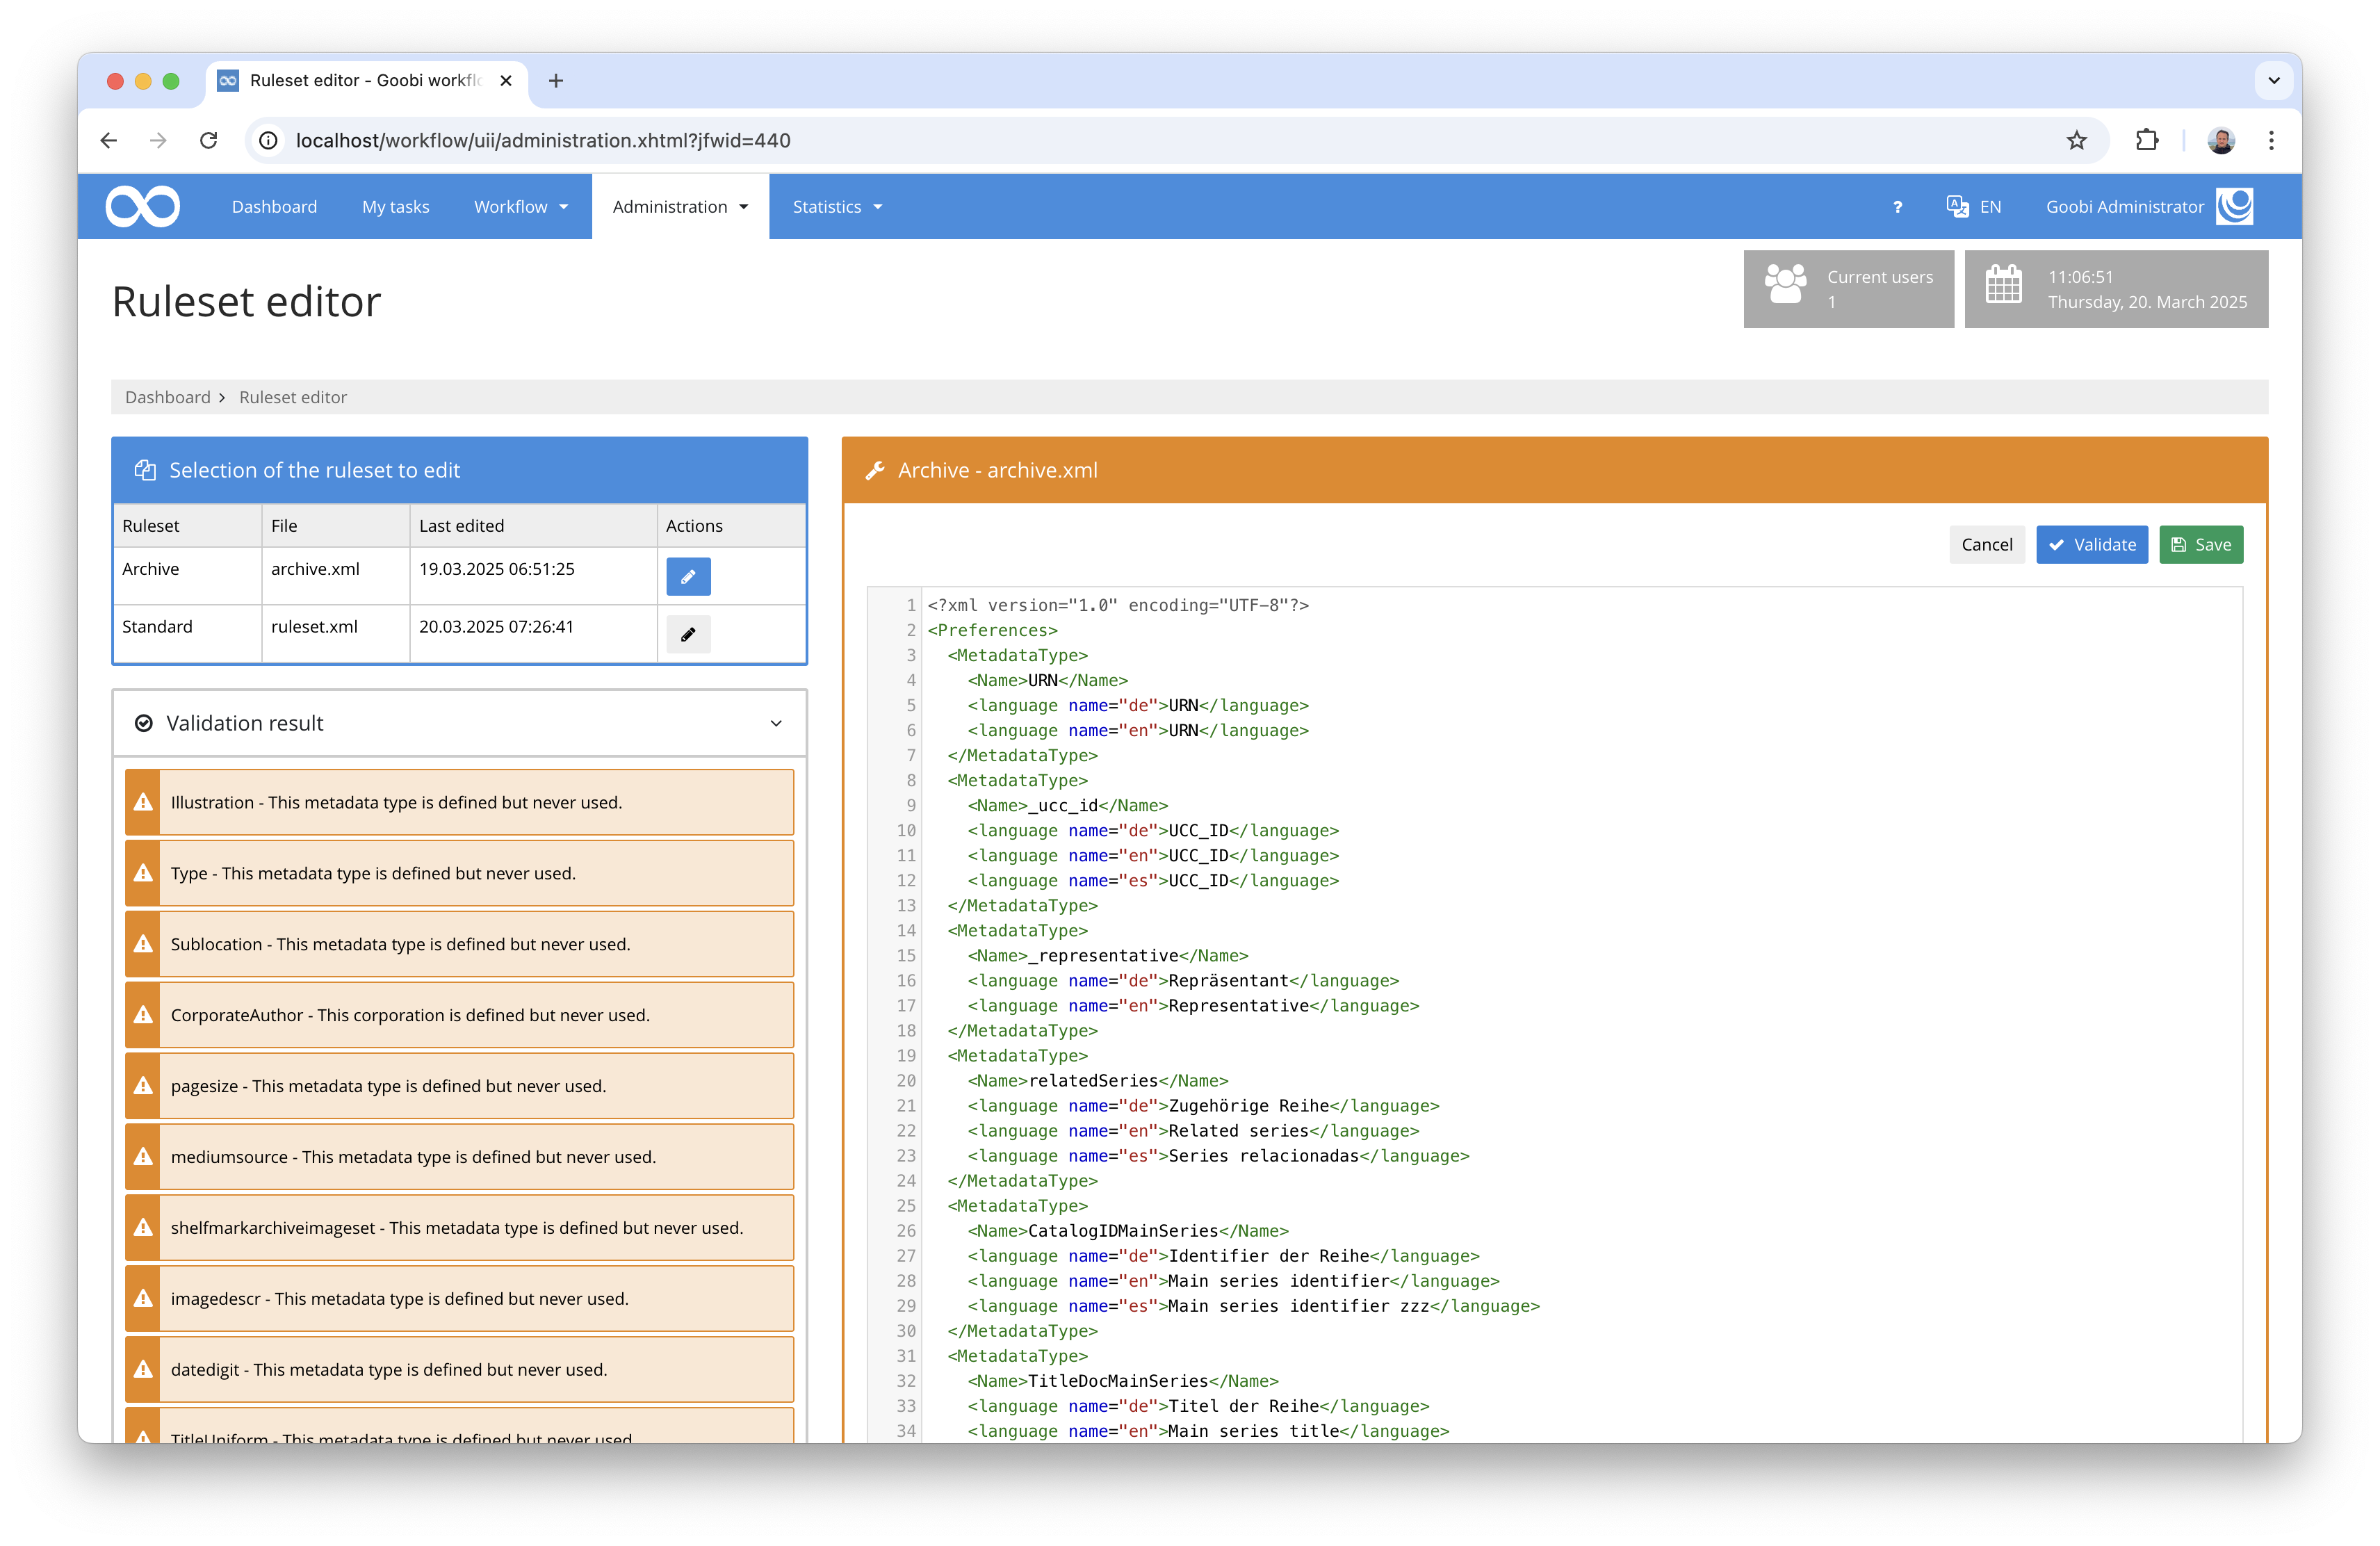 Ruleset editor - Goobi workflo
localhost/workflow/uii/administration.xhtml?jfwid=440
Dashboard
My tasks
Workflow
Administration
Statistics
?
EN
Goobi Administrator
Ruleset editor
Current users
1
11:06:51
Thursday, 20. March 2025
Dashboard > Ruleset editor
Selection of the ruleset to edit
Ruleset File Last edited Actions
Archive archive.xml 19.03.2025 06:51:25
Standard ruleset.xml 20.03.2025 07:26:41
Validation result
Illustration - This metadata type is defined but never used.
Type - This metadata type is defined but never used.
Sublocation - This metadata type is defined but never used.
CorporateAuthor - This corporation is defined but never used.
pagesize - This metadata type is defined but never used.
mediumsource - This metadata type is defined but never used.
shelfmarkarchiveimageset - This metadata type is defined but never used.
imagedescr - This metadata type is defined but never used.
datedigit - This metadata type is defined but never used.
TitleUniform - This metadata type is defined but never used.
Archive - archive.xml
Cancel
Validate
Save
1 <?xml version="1.0" encoding="UTF-8"?>
2 <Preferences>
3 <MetadataType>
4 <Name>URN</Name>
5 <language name="de">URN</language>
6 <language name="en">URN</language>
7 </MetadataType>
8 <MetadataType>
9 <Name>_ucc_id</Name>
10 <language name="de">UCC_ID</language>
11 <language name="en">UCC_ID</language>
12 <language name="es">UCC_ID</language>
13 </MetadataType>
14 <MetadataType>
15 <Name>_representative</Name>
16 <language name="de">Repräsentant</language>
17 <language name="en">Representative</language>
18 </MetadataType>
19 <MetadataType>
20 <Name>relatedSeries</Name>
21 <language name="de">Zugehörige Reihe</language>
22 <language name="en">Related series</language>
23 <language name="es">Series relacionadas</language>
24 </MetadataType>
25 <MetadataType>
26 <Name>CatalogIDMainSeries</Name>
27 <language name="de">Identifier der Reihe</language>
28 <language name="en">Main series identifier</language>
29 <language name="es">Main series identifier zzz</language>
30 </MetadataType>
31 <MetadataType>
32 <Name>TitleDocMainSeries</Name>
33 <language name="de">Titel der Reihe</language>
34 <language name="en">Main series title</language>